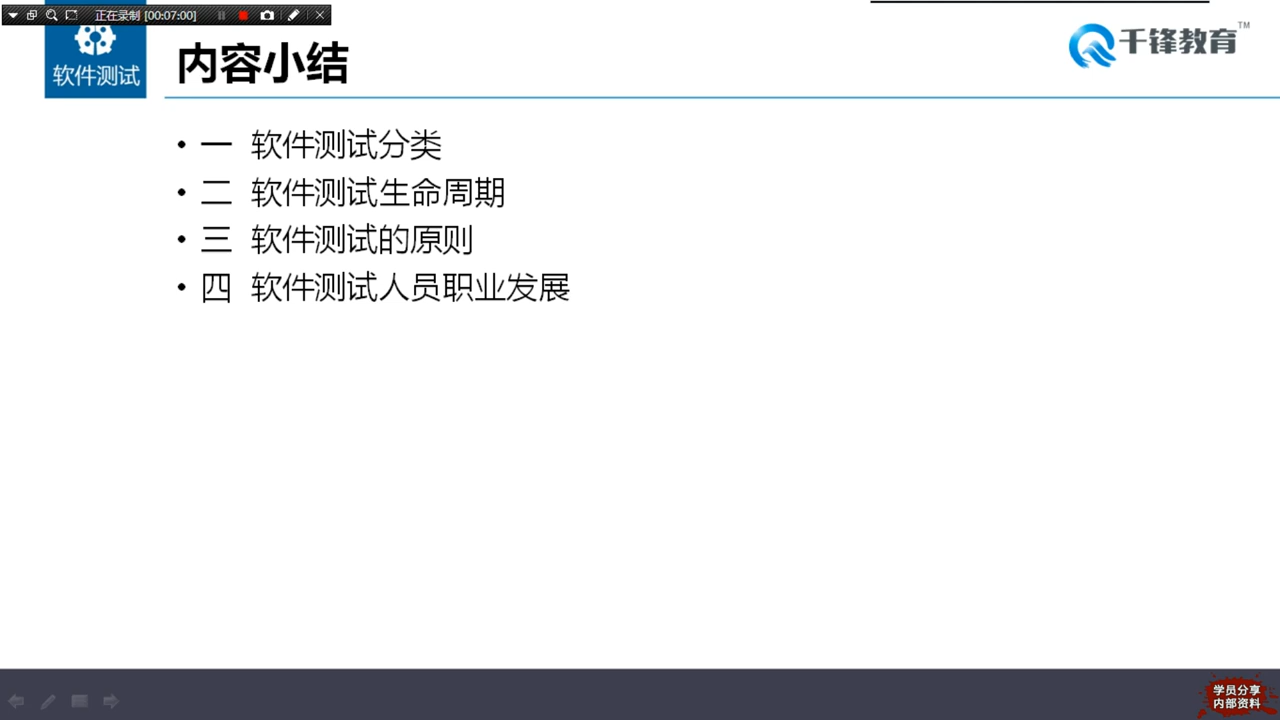 正在录制 [00:07:00]
软件测试
内容小结
千锋教育™
• 一 软件测试分类
• 二 软件测试生命周期
• 三 软件测试的原则
• 四 软件测试人员职业发展
学员分享
内部资料